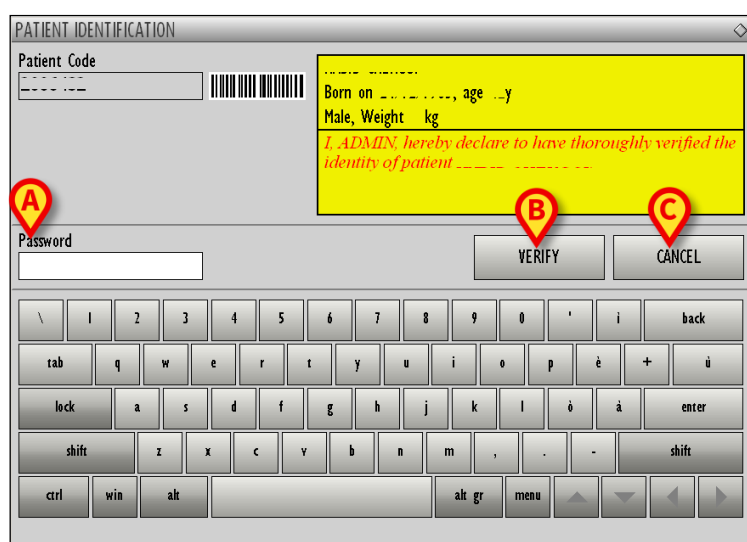 PATIENT IDENTIFICATION
Patient Code
Born on , age y
Male, Weight kg
I, ADMIN, hereby declare to have thoroughly verified the
identity of patient
A
B
C
Password
VERIFY
CANCEL
\ 1 2 3 4 5 6 7 8 9 0 ' ì back
tab q w e r t y u i o p è + ù
lock a s d f g h j k l ò à enter
shift z x c v b n m , . - shift
ctrl win alt alt gr menu